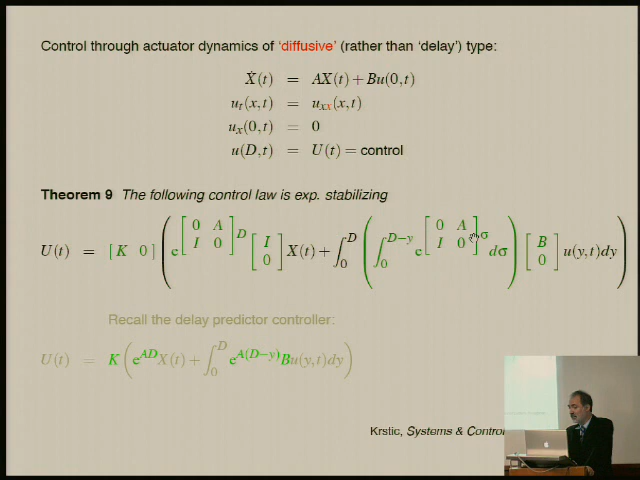 Control through actuator dynamics of 'diffusive' (rather than 'delay') type:
Ẋ(t) = AX(t) + Bu(0,t)
u_t(x,t) = u_xx(x,t)
u_x(0,t) = 0
u(D,t) = U(t) = control
Theorem 9 The following control law is exp. stabilizing
U(t) = [K 0] ( e^{[0 A; I 0] D} [I; 0] X(t) + ∫_0^D ( ∫_0^{D−y} e^{[0 A; I 0] σ} dσ ) [B; 0] u(y,t)dy )
Recall the delay predictor controller:
U(t) = K ( e^{AD} X(t) + ∫_0^D e^{A(D−y)} Bu(y,t)dy )
Krstic, Systems & Contro